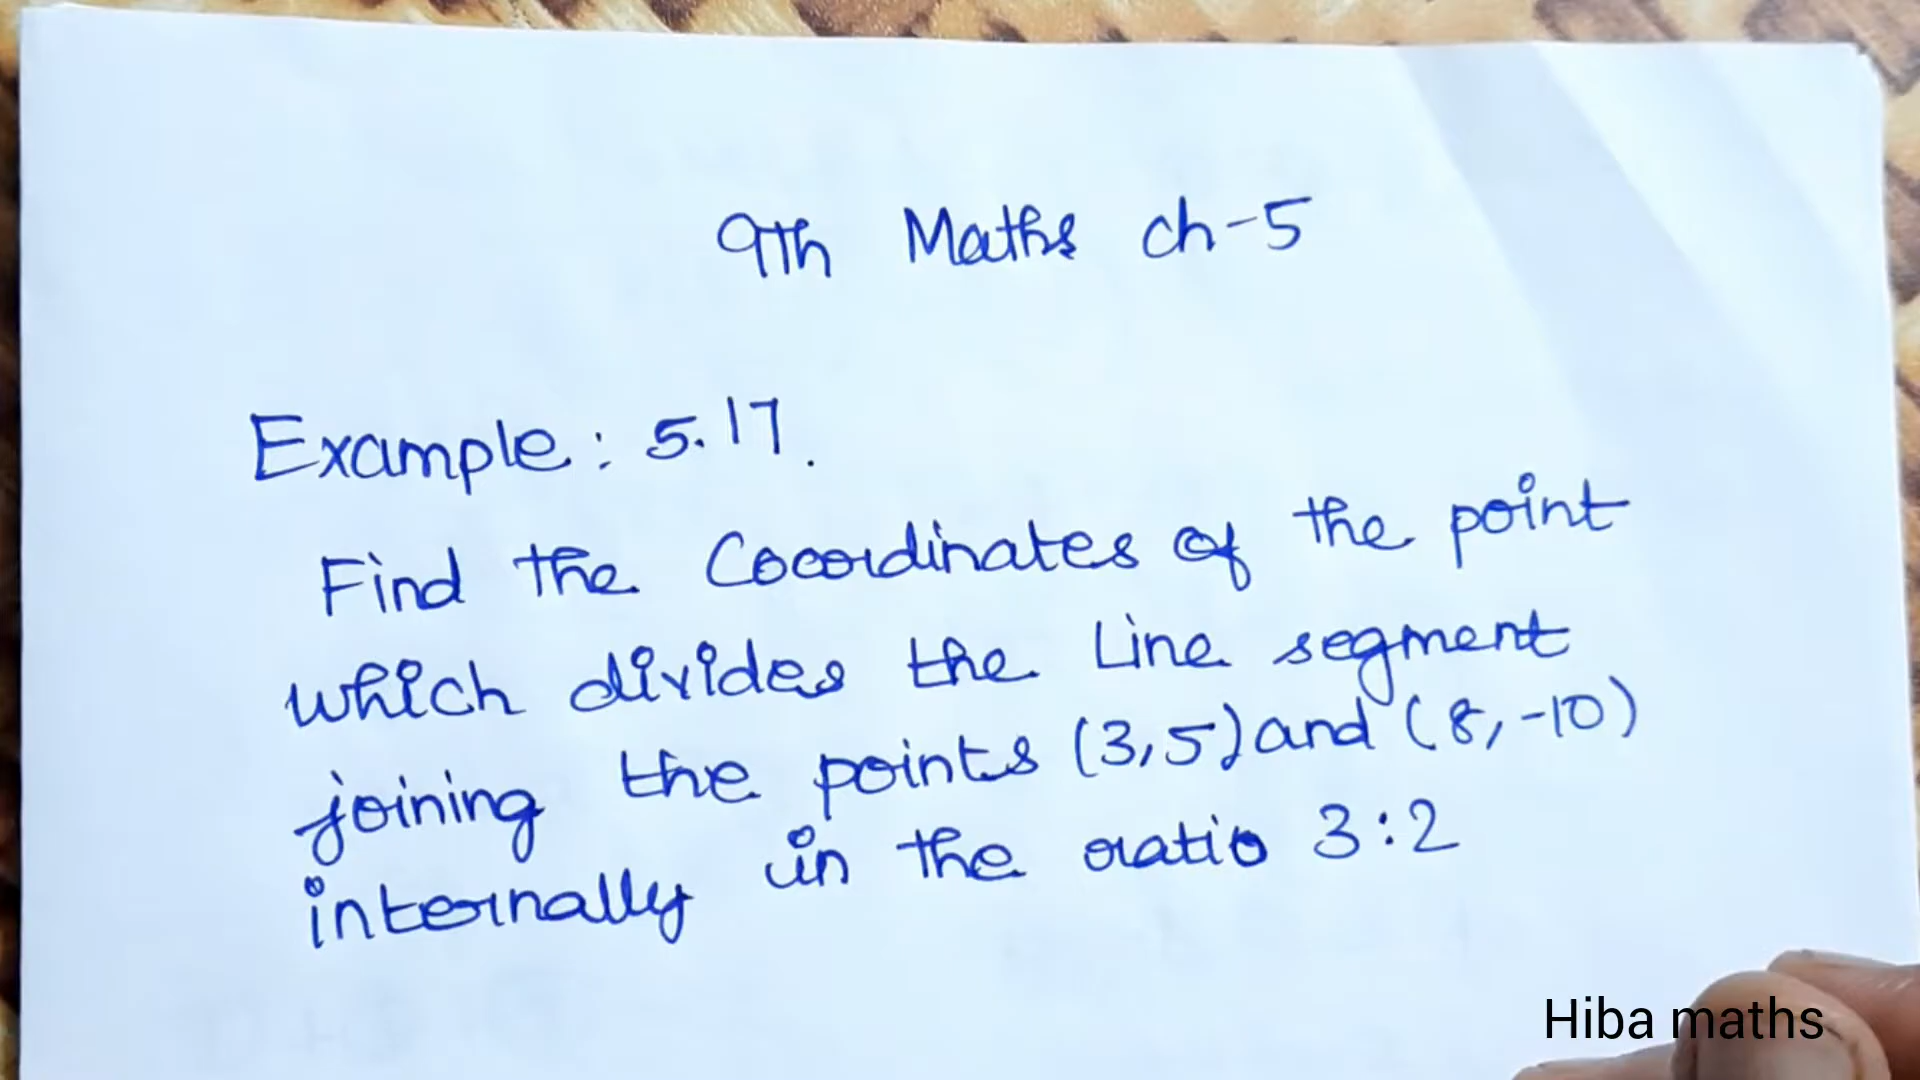 9th Maths ch-5
Example: 5.17.
Find the Coordinates of the point
which divides the Line segment
joining the points (3,5) and (8,-10)
internally in the ratio 3:2
Hiba maths